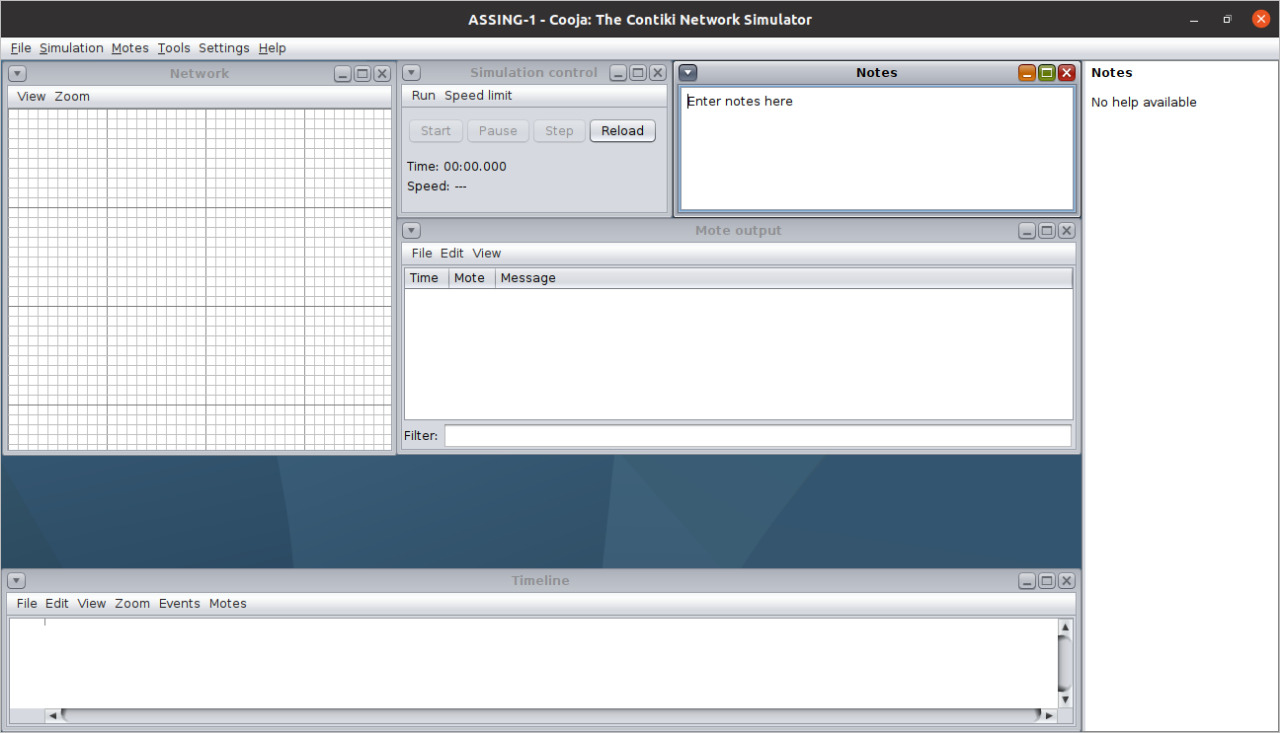 ASSING-1 - Cooja: The Contiki Network Simulator
File Simulation Motes Tools Settings Help
Network
View Zoom
Simulation control
Run Speed limit
Start Pause Step Reload
Time: 00:00.000
Speed: ---
Notes
Enter notes here
Notes
No help available
Mote output
File Edit View
Time Mote Message
Filter:
Timeline
File Edit View Zoom Events Motes